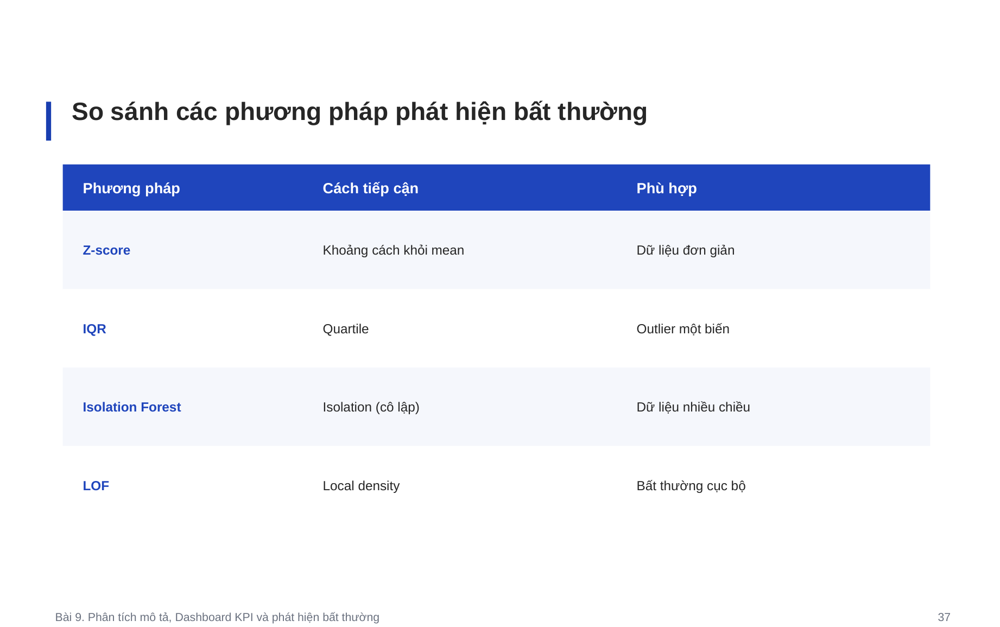 So sánh các phương pháp phát hiện bất thường
Phương pháp Cách tiếp cận Phù hợp
Z-score Khoảng cách khỏi mean Dữ liệu đơn giản
IQR Quartile Outlier một biến
Isolation Forest Isolation (cô lập) Dữ liệu nhiều chiều
LOF Local density Bất thường cục bộ
Bài 9. Phân tích mô tả, Dashboard KPI và phát hiện bất thường 37